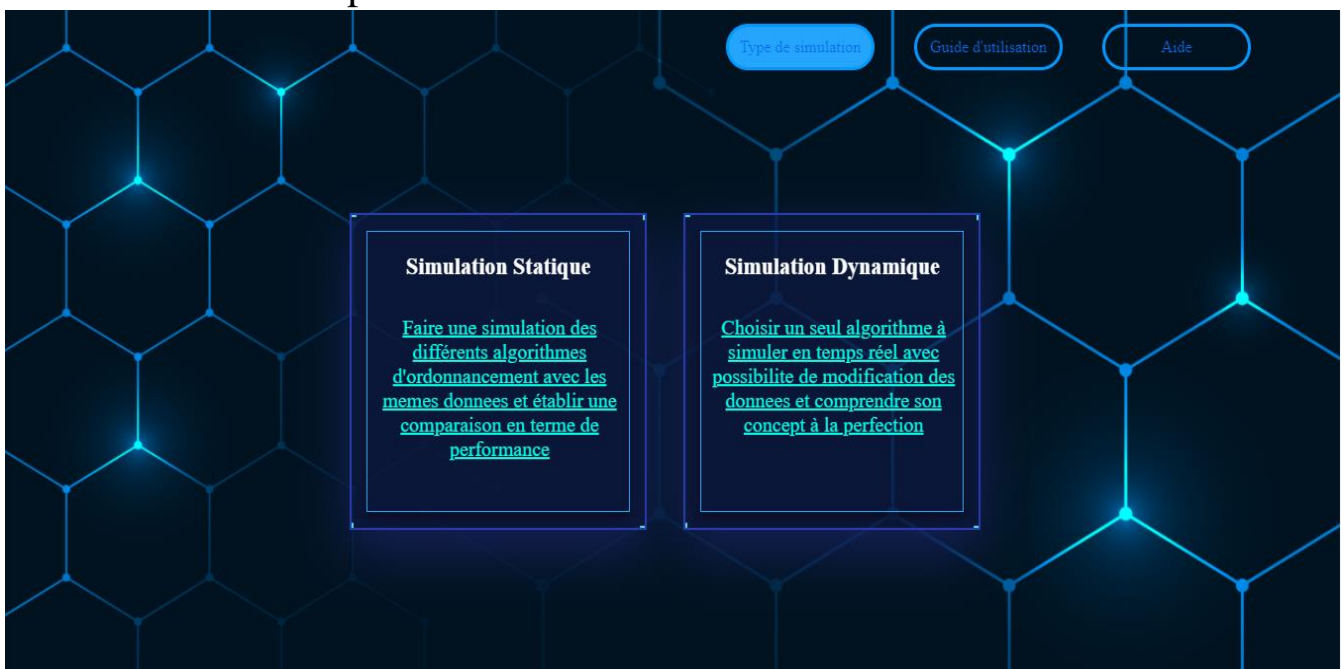 Type de simulation
Guide d'utilisation
Aide
Simulation Statique
Faire une simulation des
différents algorithmes
d'ordonnancement avec les
memes donnees et établir une
comparaison en terme de
performance
Simulation Dynamique
Choisir un seul algorithme à
simuler en temps réel avec
possibilite de modification des
donnees et comprendre son
concept à la perfection